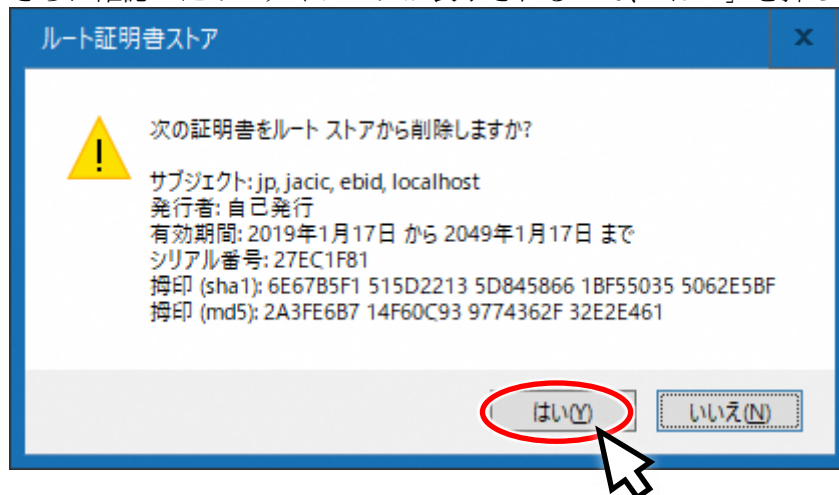 ルート証明書ストア
x
次の証明書をルート ストアから削除しますか?
サブジェクト: jp, jacic, ebid, localhost
発行者: 自己発行
有効期間: 2019年1月17日 から 2049年1月17日 まで
シリアル番号: 27EC1F81
拇印 (sha1): 6E67B5F1 515D2213 5D845866 1BF55035 5062E5BF
拇印 (md5): 2A3FE6B7 14F60C93 9774362F 32E2E461
はい(Y) いいえ(N)